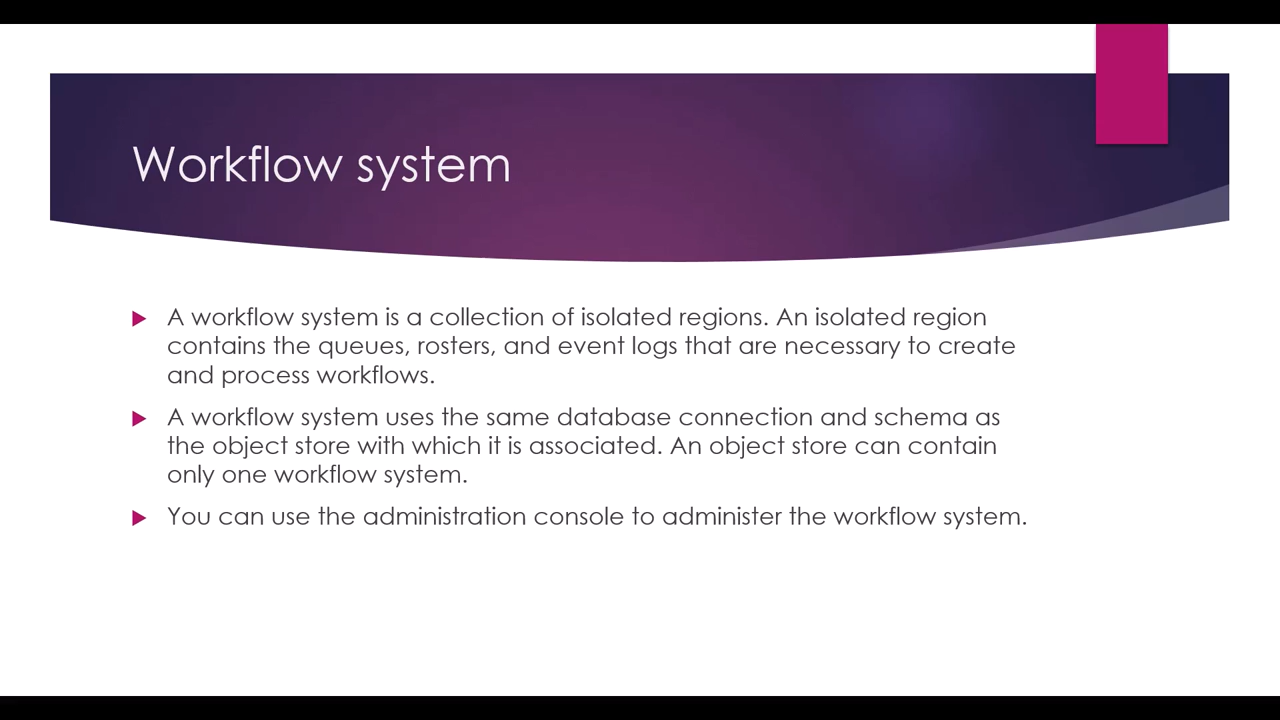 Workflow system
A workflow system is a collection of isolated regions. An isolated region
contains the queues, rosters, and event logs that are necessary to create
and process workflows.
A workflow system uses the same database connection and schema as
the object store with which it is associated. An object store can contain
only one workflow system.
You can use the administration console to administer the workflow system.